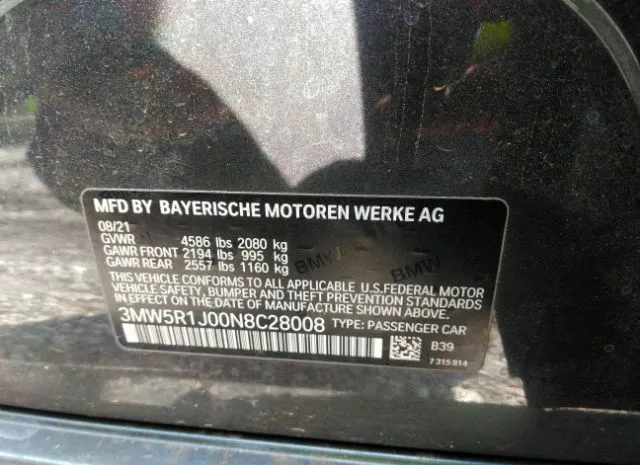 MFD BY BAYERISCHE MOTOREN WERKE AG
08/21
GVWR 4586 lbs 2080 kg
GAWR FRONT 2194 lbs 995 kg
GAWR REAR 2557 lbs 1160 kg
THIS VEHICLE CONFORMS TO ALL APPLICABLE U.S.FEDERAL MOTOR
VEHICLE SAFETY, BUMPER AND THEFT PREVENTION STANDARDS
IN EFFECT ON THE DATE OF MANUFACTURE SHOWN ABOVE.
3MW5R1J00N8C28008 TYPE: PASSENGER CAR
B39
7315814
BMW
BMW